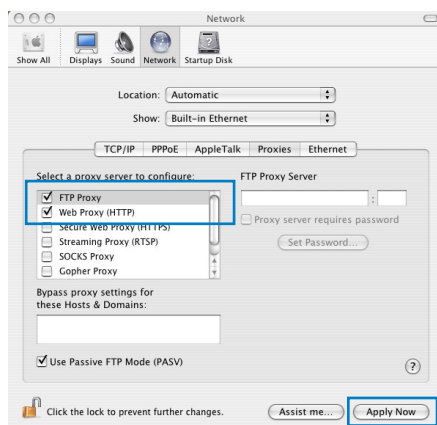 Network
Show All Displays Sound Network Startup Disk
Location: Automatic
Show: Built-in Ethernet
TCP/IP PPPoE AppleTalk Proxies Ethernet
Select a proxy server to configure:
FTP Proxy Server
FTP Proxy
:
Web Proxy (HTTP)
Proxy server requires password
Secure Web Proxy (HTTPS)
Streaming Proxy (RTSP)
Set Password...
SOCKS Proxy
Gopher Proxy
Bypass proxy settings for
these Hosts & Domains:
Use Passive FTP Mode (PASV)
?
Click the lock to prevent further changes.
Assist me... Apply Now